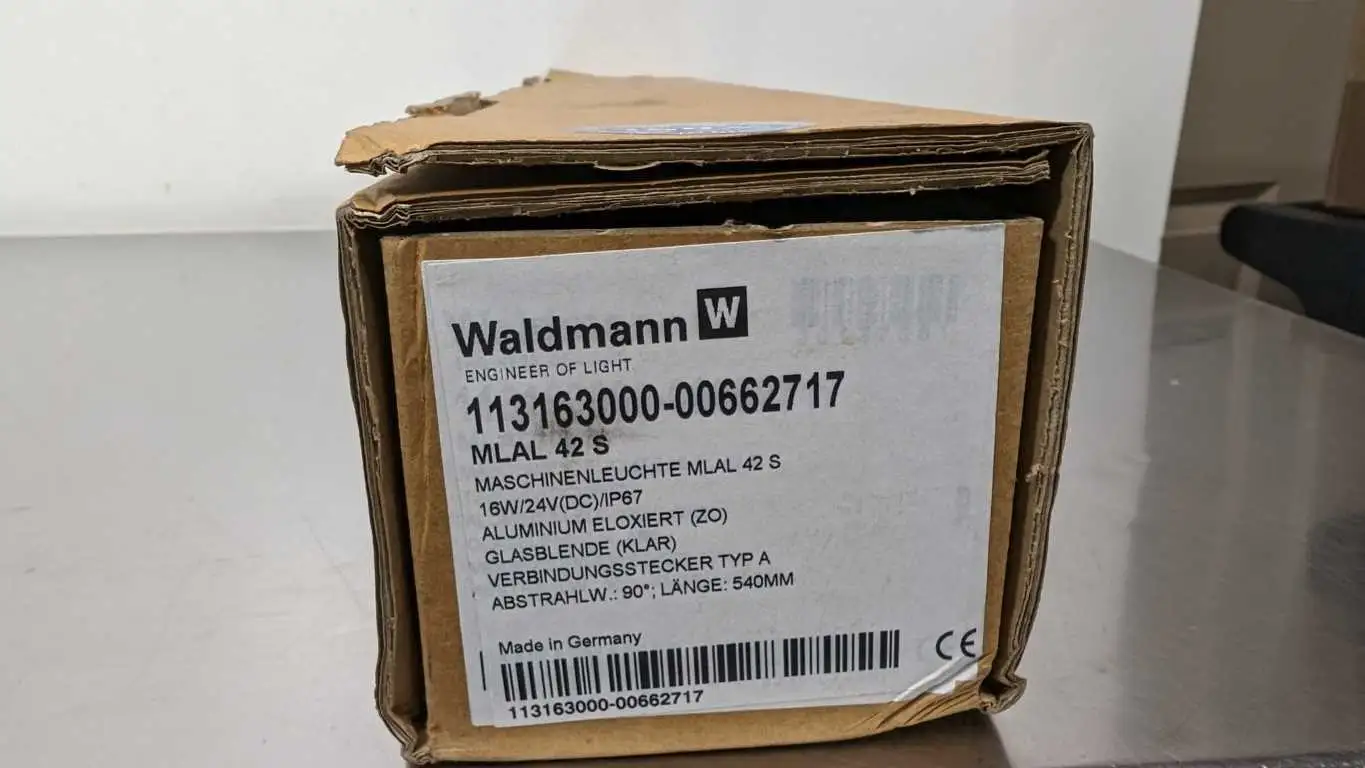 Waldmann W
ENGINEER OF LIGHT
113163000-00662717
MLAL 42 S
MASCHINENLEUCHTE MLAL 42 S
16W/24V(DC)/IP67
ALUMINIUM ELOXIERT (ZO)
GLASBLENDE (KLAR)
VERBINDUNGSSTECKER TYP A
ABSTRAHLW.: 90°; LÄNGE: 540MM
Made in Germany
CE
113163000-00662717